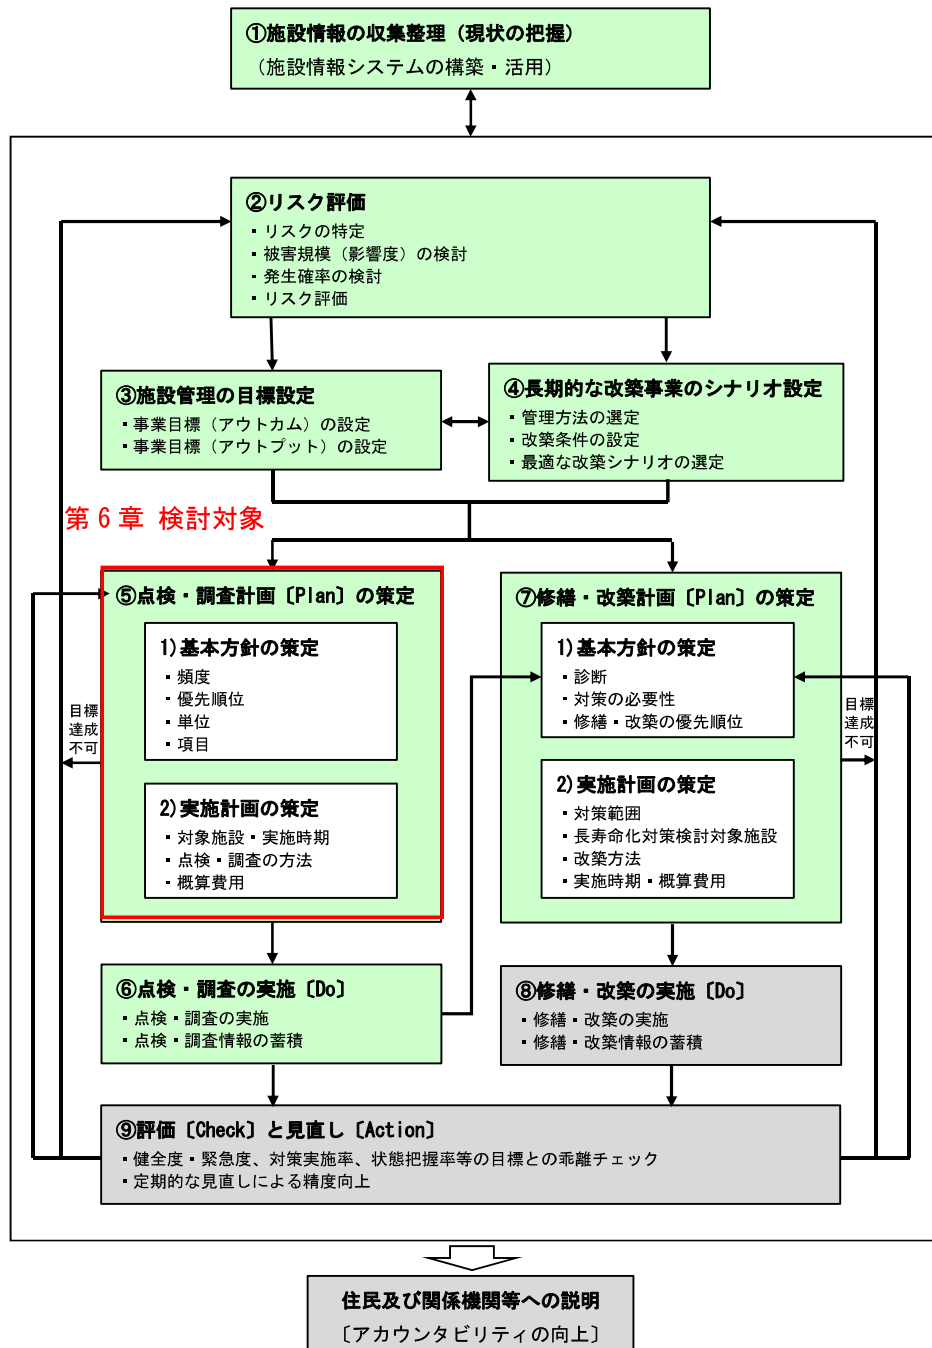 ①施設情報の収集整理（現状の把握）
（施設情報システムの構築・活用）
②リスク評価
・リスクの特定
・被害規模（影響度）の検討
・発生確率の検討
・リスク評価
③施設管理の目標設定
・事業目標（アウトカム）の設定
・事業目標（アウトプット）の設定
④長期的な改築事業のシナリオ設定
・管理方法の選定
・改築条件の設定
・最適な改築シナリオの選定
第6章 検討対象
⑤点検・調査計画〔Plan〕の策定
1)基本方針の策定
・頻度
・優先順位
・単位
・項目
2)実施計画の策定
・対象施設・実施時期
・点検・調査の方法
・概算費用
目標
達成
不可
⑦修繕・改築計画〔Plan〕の策定
1)基本方針の策定
・診断
・対策の必要性
・修繕・改築の優先順位
2)実施計画の策定
・対策範囲
・長寿命化対策検討対象施設
・改築方法
・実施時期・概算費用
目標
達成
不可
⑥点検・調査の実施〔Do〕
・点検・調査の実施
・点検・調査情報の蓄積
⑧修繕・改築の実施〔Do〕
・修繕・改築の実施
・修繕・改築情報の蓄積
⑨評価〔Check〕と見直し〔Action〕
・健全度・緊急度、対策実施率、状態把握率等の目標との乖離チェック
・定期的な見直しによる精度向上
住民及び関係機関等への説明
〔アカウンタビリティの向上〕